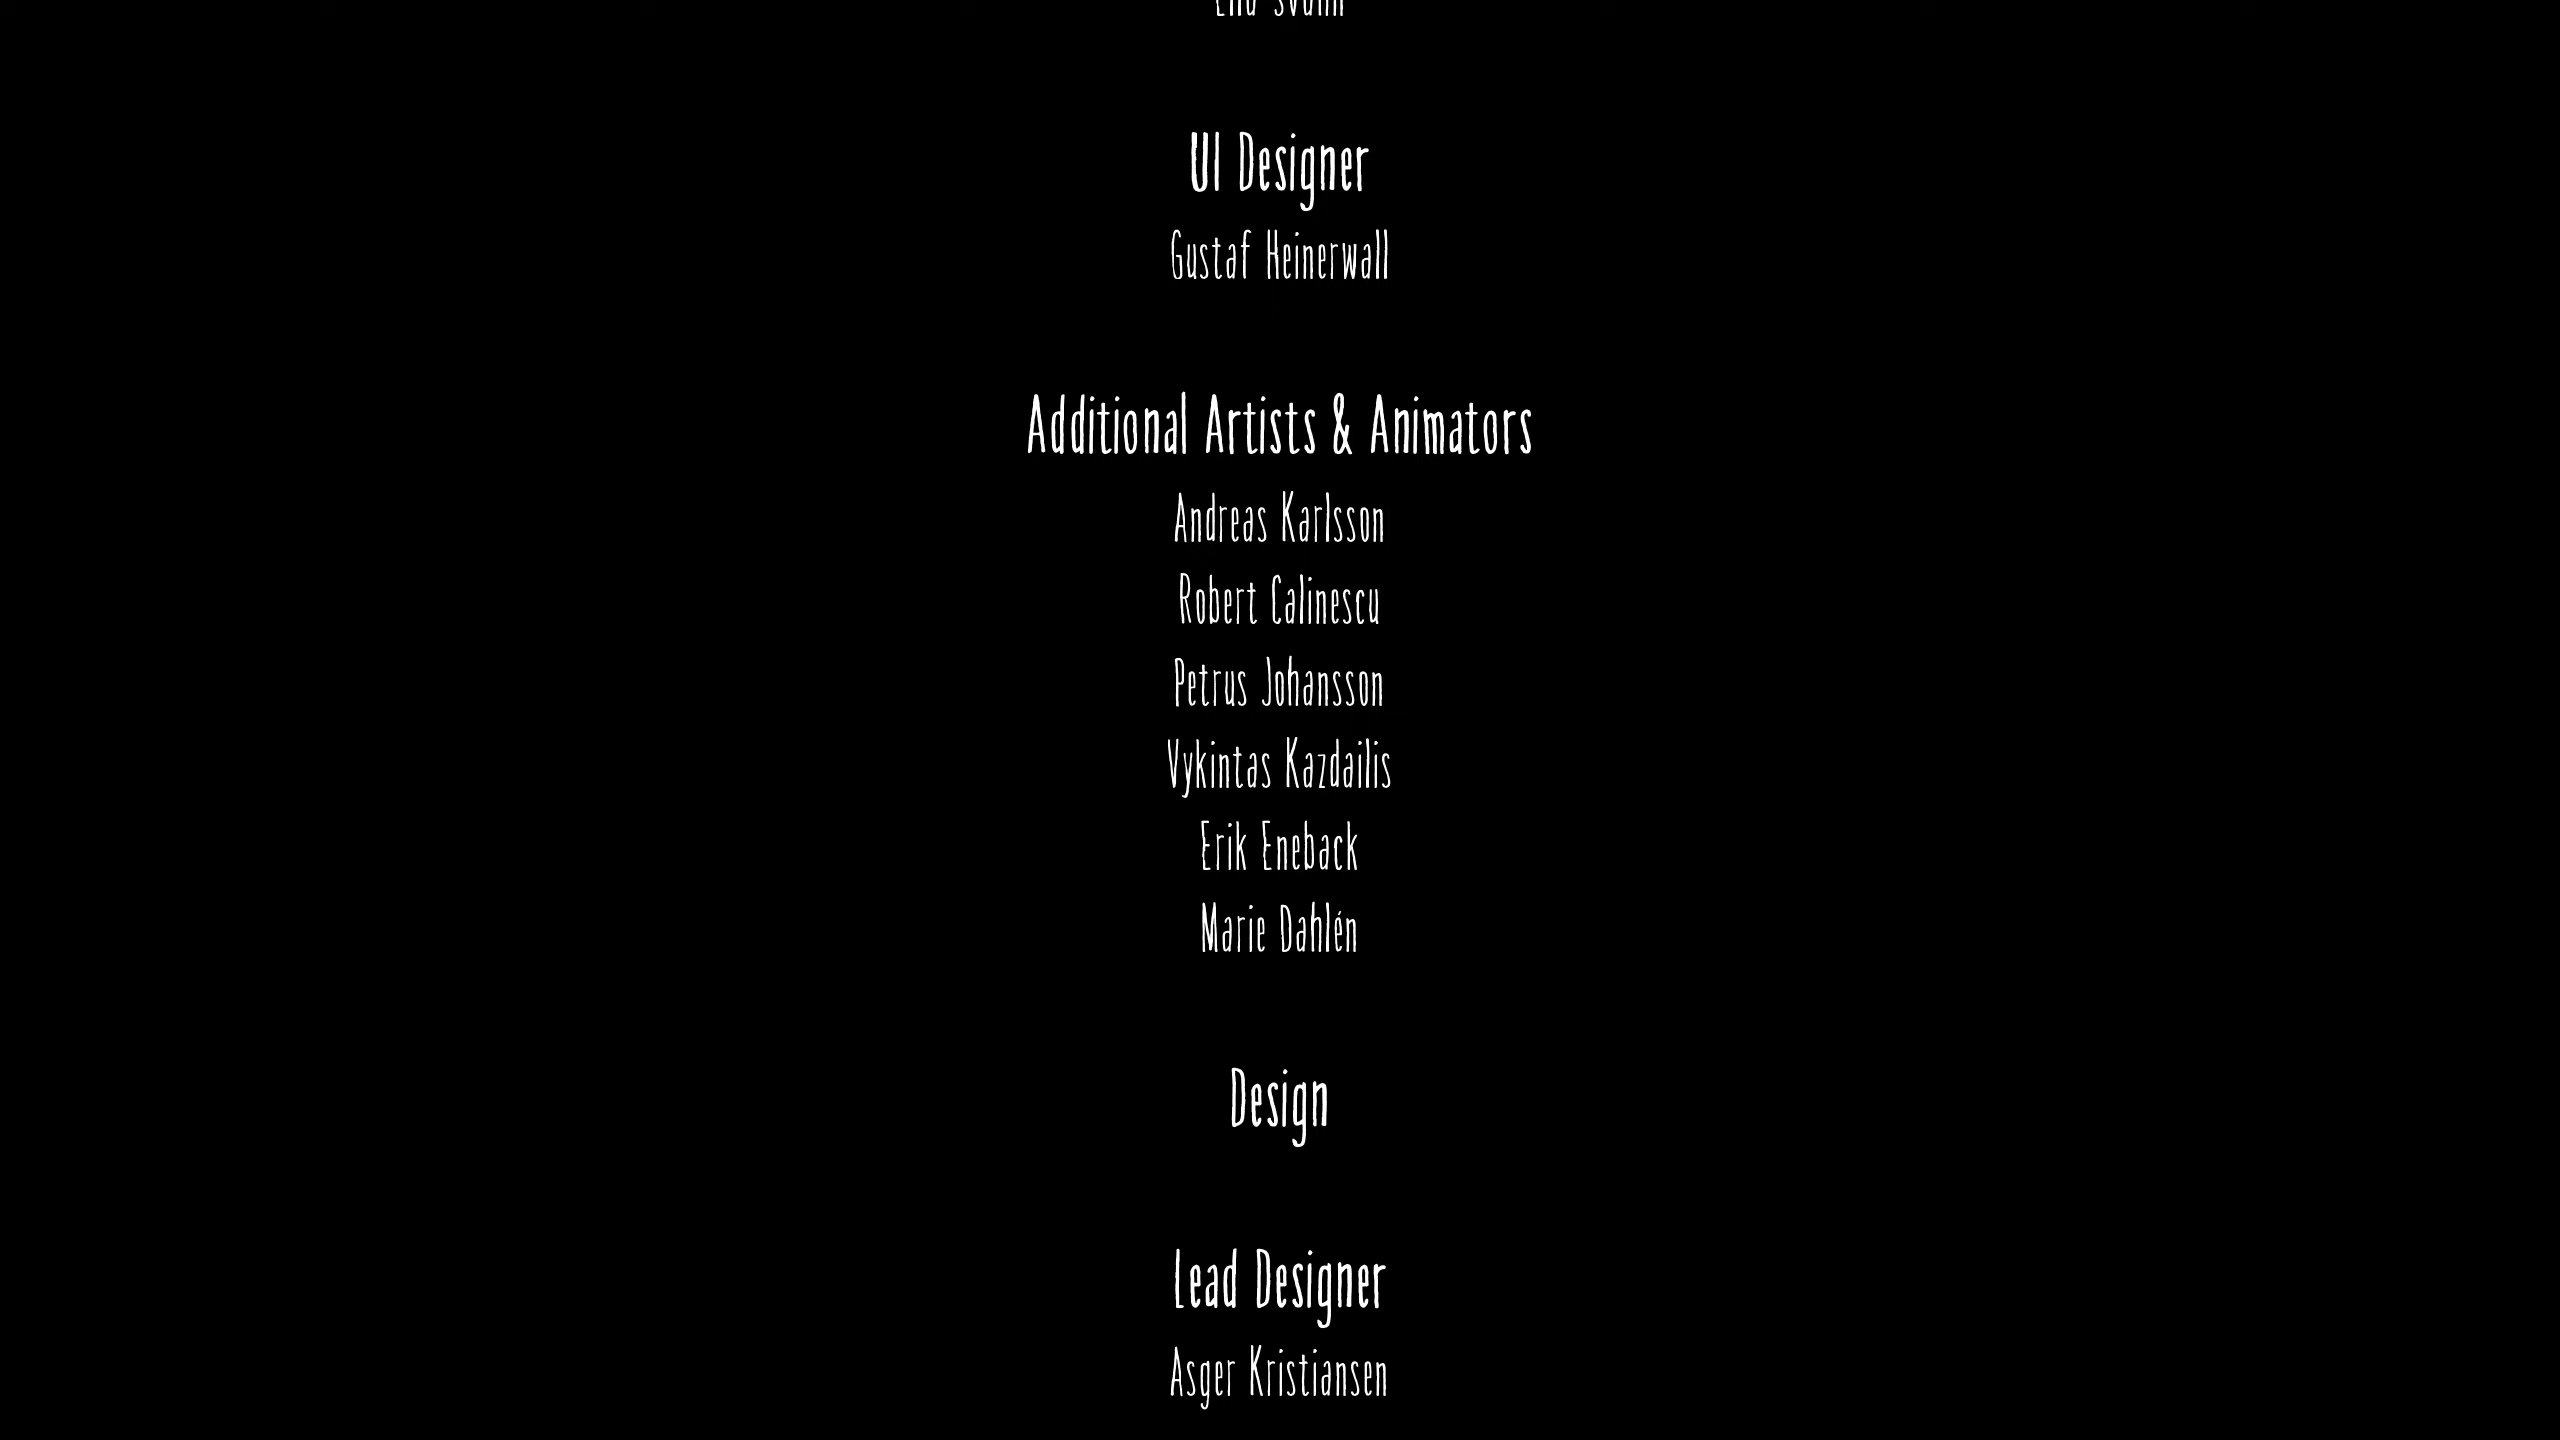 UI Designer
Gustaf Heinerwall
Additional Artists & Animators
Andreas Karlsson
Robert Calinescu
Petrus Johansson
Vykintas Kazdailis
Erik Eneback
Marie Dahlén
Design
Lead Designer
Asger Kristiansen